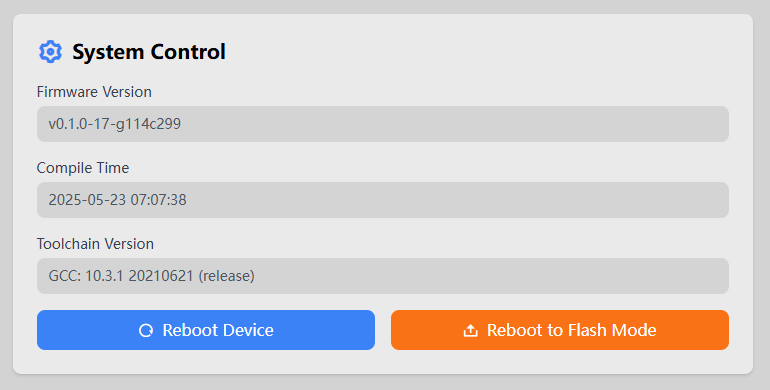 System Control
Firmware Version
v0.1.0-17-g114c299
Compile Time
2025-05-23 07:07:38
Toolchain Version
GCC: 10.3.1 20210621 (release)
Reboot Device
Reboot to Flash Mode